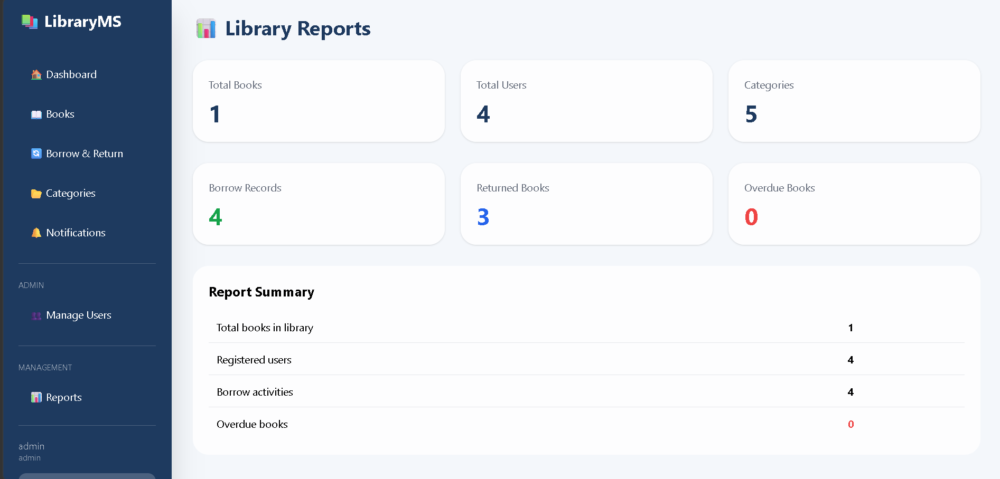 LibraryMS
Dashboard
Books
Borrow & Return
Categories
Notifications
ADMIN
Manage Users
MANAGEMENT
Reports
admin
admin
Library Reports
Total Books
1
Total Users
4
Categories
5
Borrow Records
4
Returned Books
3
Overdue Books
0
Report Summary
Total books in library 1
Registered users 4
Borrow activities 4
Overdue books 0